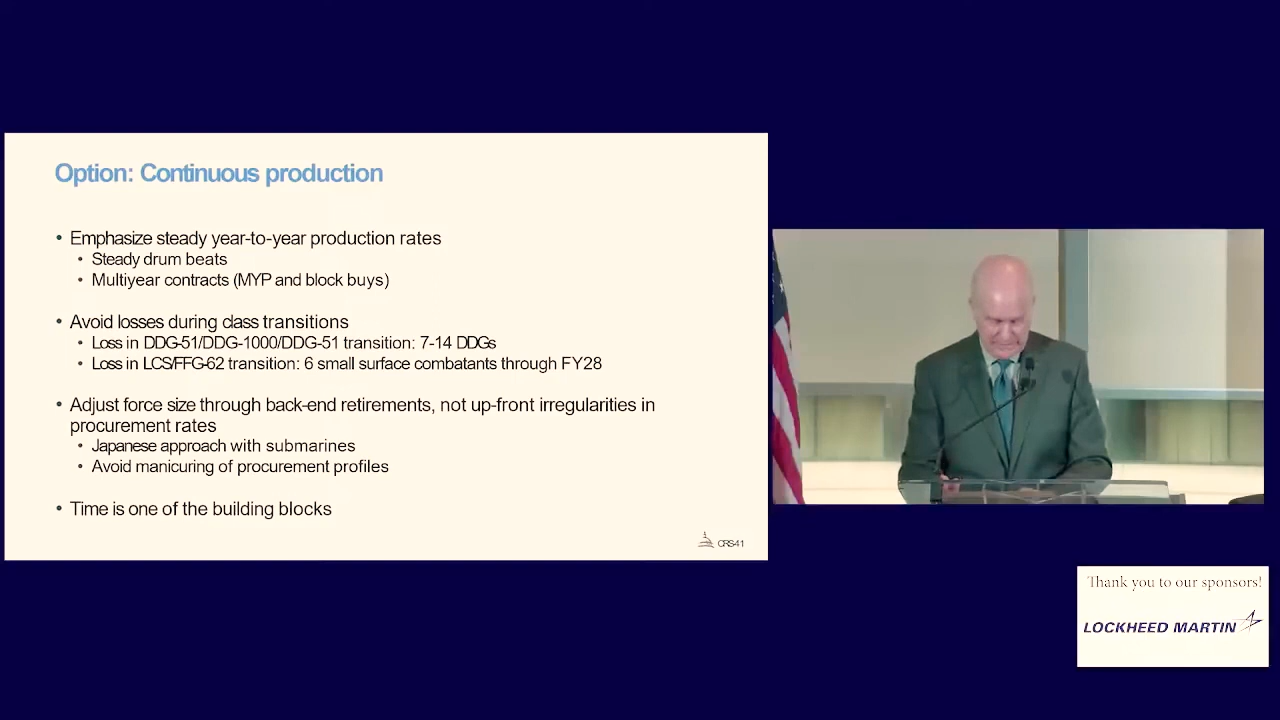 Option: Continuous production
• Emphasize steady year-to-year production rates
• Steady drum beats
• Multiyear contracts (MYP and block buys)
• Avoid losses during class transitions
• Loss in DDG-51/DDG-1000/DDG-51 transition: 7-14 DDGs
• Loss in LCS/FFG-62 transition: 6 small surface combatants through FY28
• Adjust force size through back-end retirements, not up-front irregularities in
procurement rates
• Japanese approach with submarines
• Avoid manicuring of procurement profiles
• Time is one of the building blocks
CRS-41
Thank you to our sponsors!
LOCKHEED MARTIN